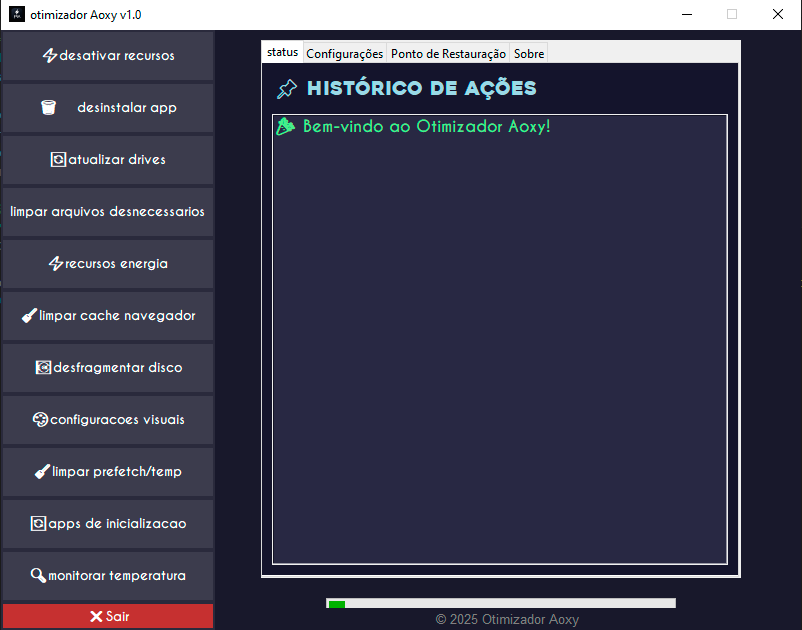 otimizador Aoxy v1.0
desativar recursos
desinstalar app
atualizar drives
limpar arquivos desnecessarios
recursos energia
limpar cache navegador
desfragmentar disco
configuracoes visuais
limpar prefetch/temp
apps de inicializacao
monitorar temperatura
Sair
status Configurações Ponto de Restauração Sobre
HISTÓRICO DE AÇÕES
Bem-vindo ao Otimizador Aoxy!
© 2025 Otimizador Aoxy